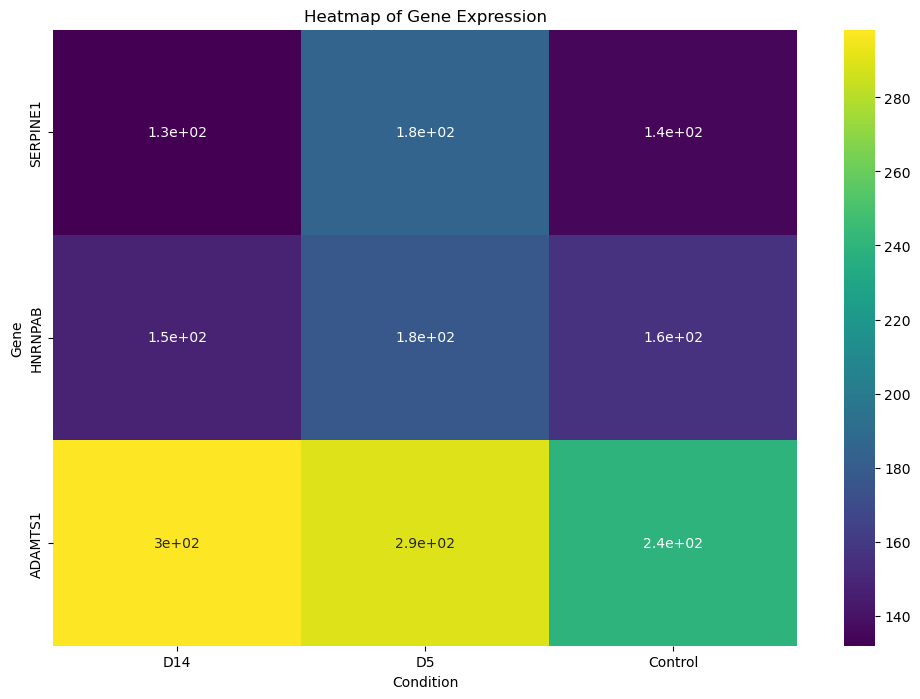 Heatmap of Gene Expression
SERPINE1
1.3e+02
1.8e+02
1.4e+02
HNRNPAB
1.5e+02
1.8e+02
1.6e+02
ADAMTS1
3e+02
2.9e+02
2.4e+02
Gene
D14
D5
Control
Condition
280
260
240
220
200
180
160
140